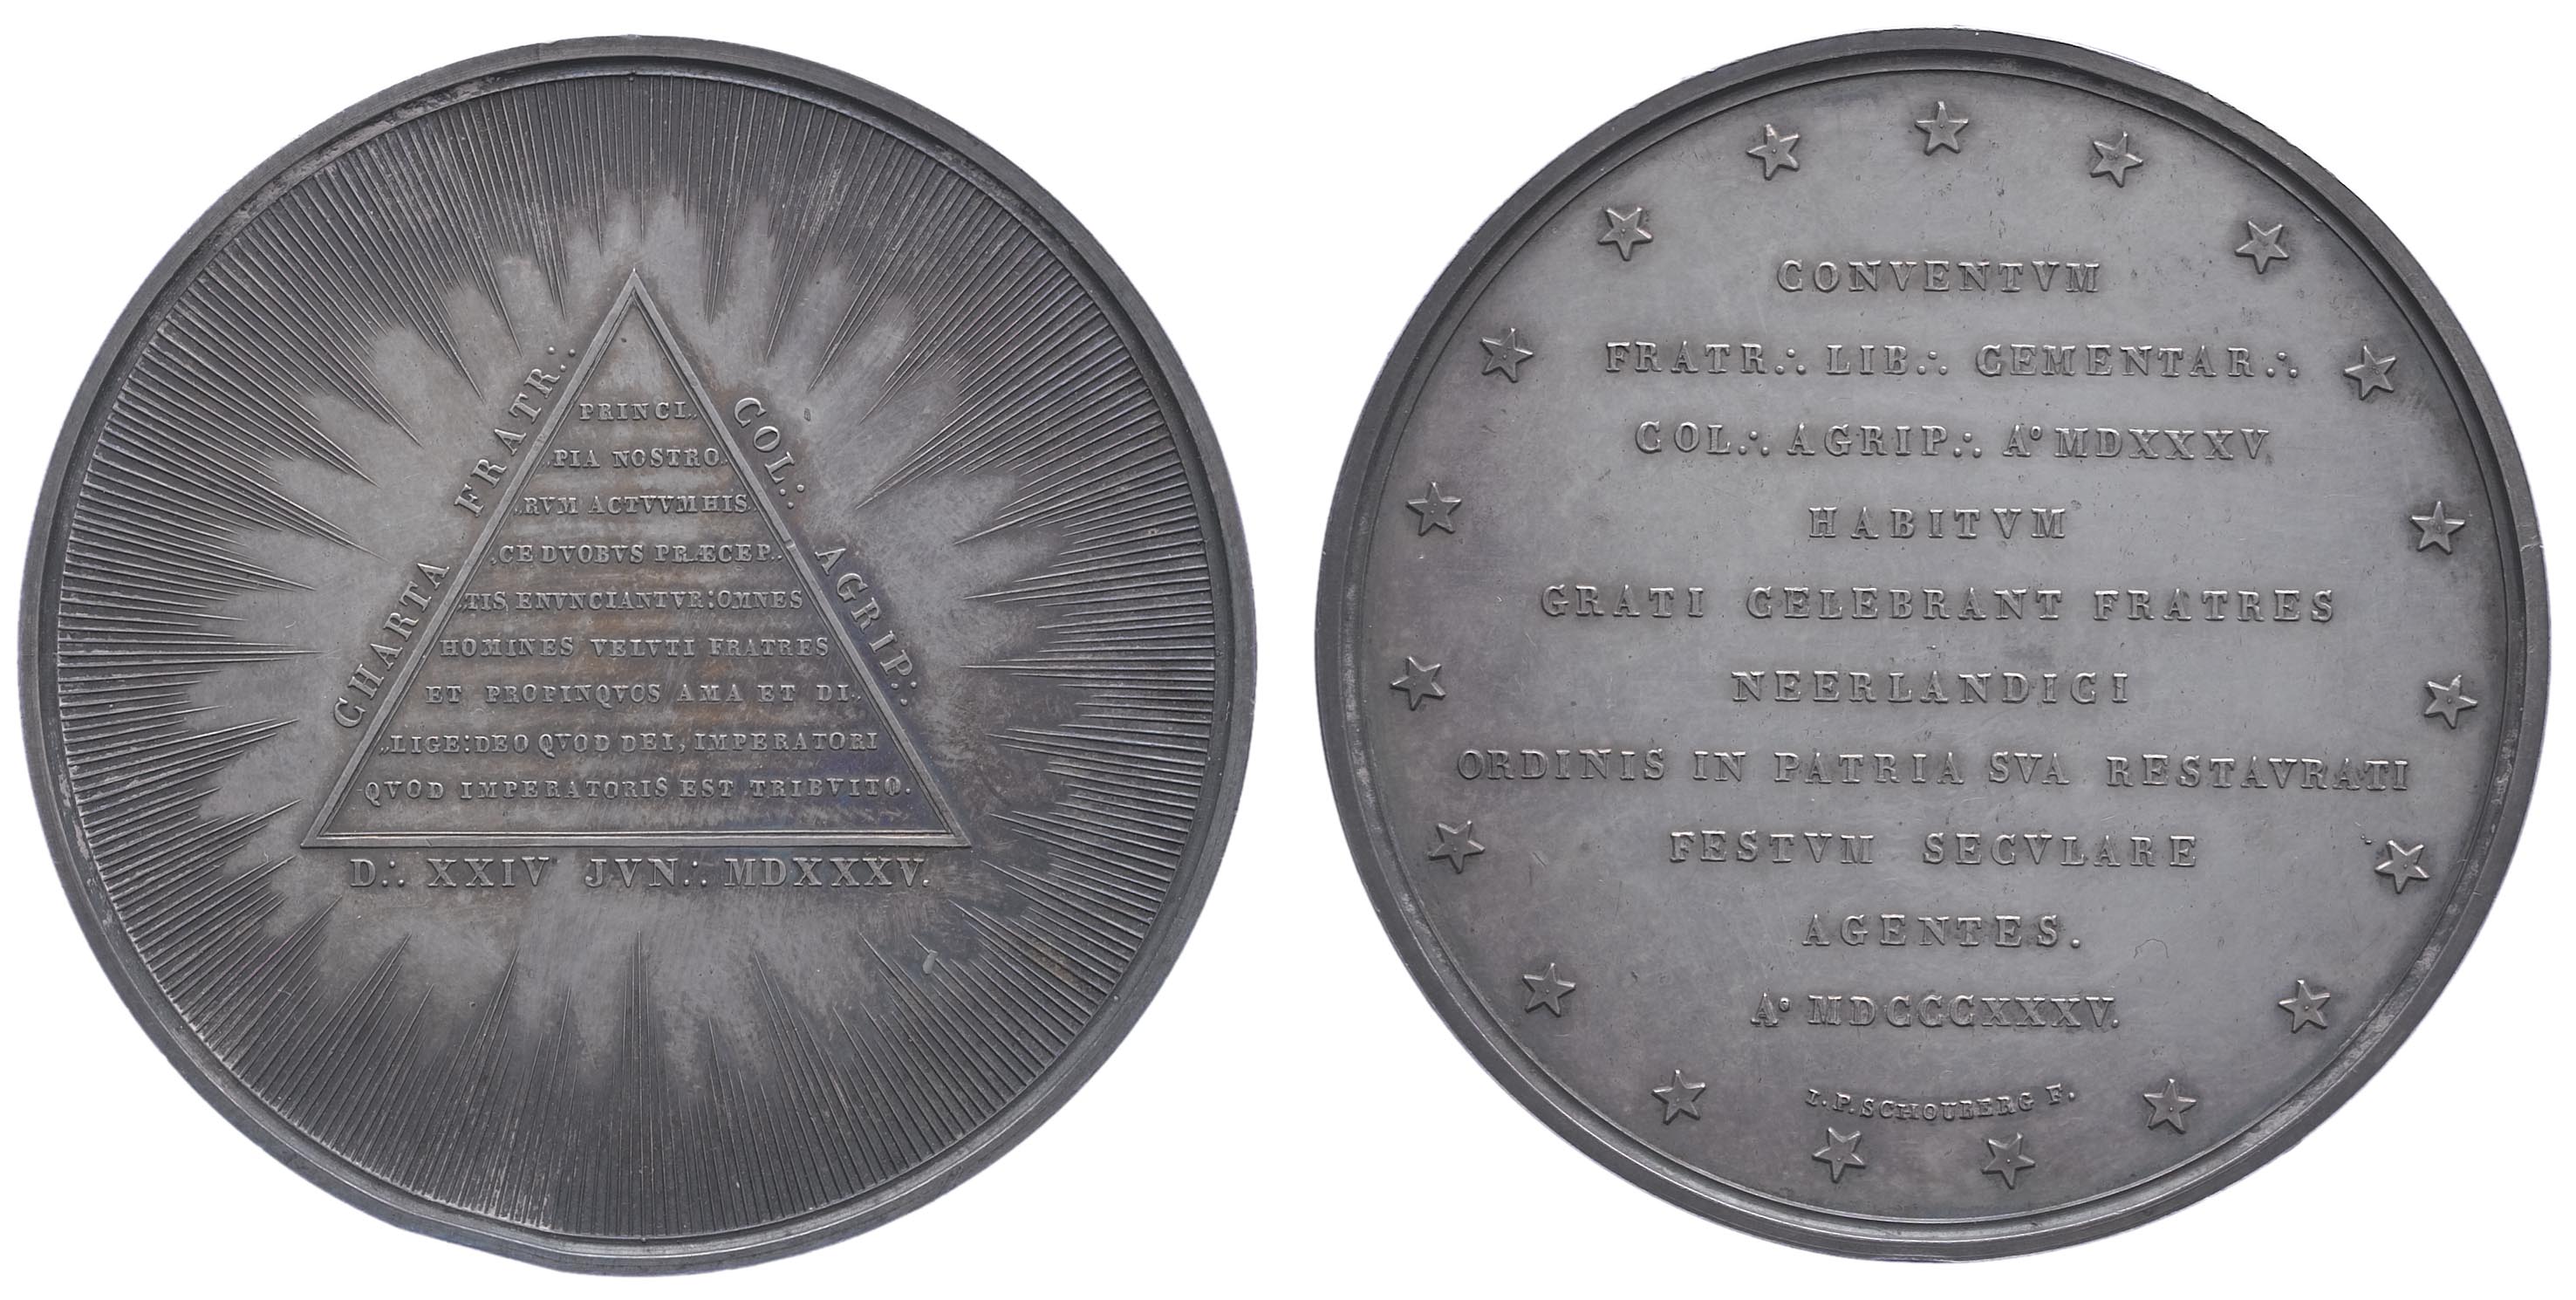 CHARTA FRATR∴
COL∴ AGRIP∴
PRINCI„
„PIA NOSTRO„
„RVM ACTVVM HIS„
„CE DVOBVS PRÆCEP„
„TIS ENVNCIANTVR: OMNES
HOMINES VELVTI FRATRES
ET PROPINQVOS AMA ET DI„
„LIGE: DEO QVOD DEI, IMPERATORI
QVOD IMPERATORIS EST TRIBVITO.
D∴ XXIV JVN∴ MDXXXV.
CONVENTVM
FRATR∴ LIB∴ CEMENTAR∴
COL∴ AGRIP∴ Aº MDXXXV
HABITVM
GRATI CELEBRANT FRATRES
NEERLANDICI
ORDINIS IN PATRIA SVA RESTAVRATI
FESTVM SECVLARE
AGENTES.
Aº MDCCCXXXV.
I.P.SCHOUBERG F.